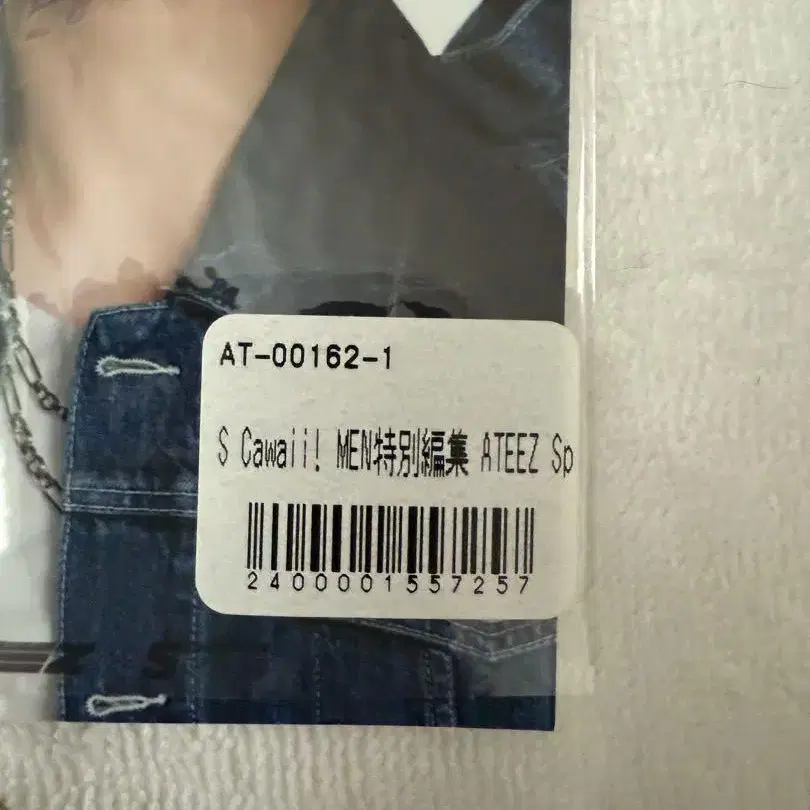 AT-00162-1
S Cawaii! MEN特別編集 ATEEZ Sp
2400001557257